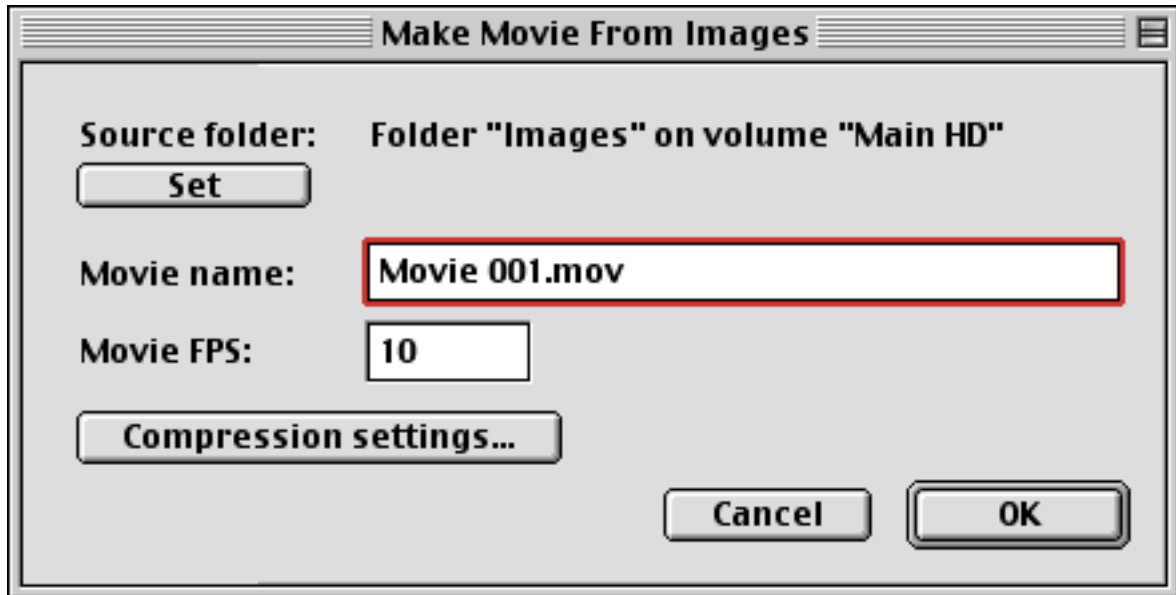 Make Movie From Images
Source folder: Folder "Images" on volume "Main HD"
Set
Movie name: Movie 001.mov
Movie FPS: 10
Compression settings...
Cancel OK